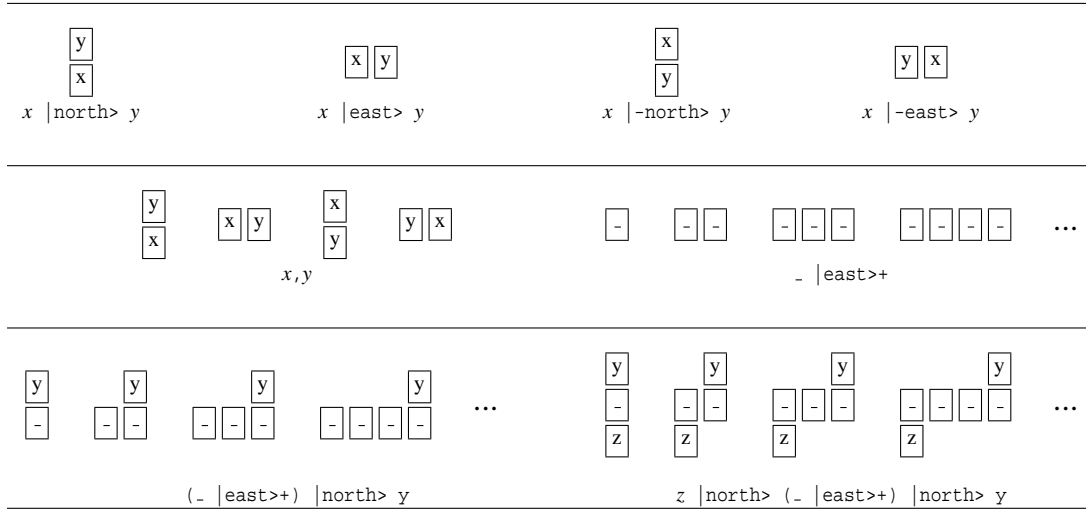 y x y x y x
x y
x |north> y x |east> y x |-north> y x |-east> y
y x
x y _ _ _ _ _ _ _ _ _ _ ...
x y x y
x,y _ |east>+
y y y y
y y y y _ _ _ _ _ _ _ _ _ _ ...
_ _ _ _ _ _ _ _ _ _ ...
z z z z
(_ |east>+) |north> y z |north> (_ |east>+) |north> y